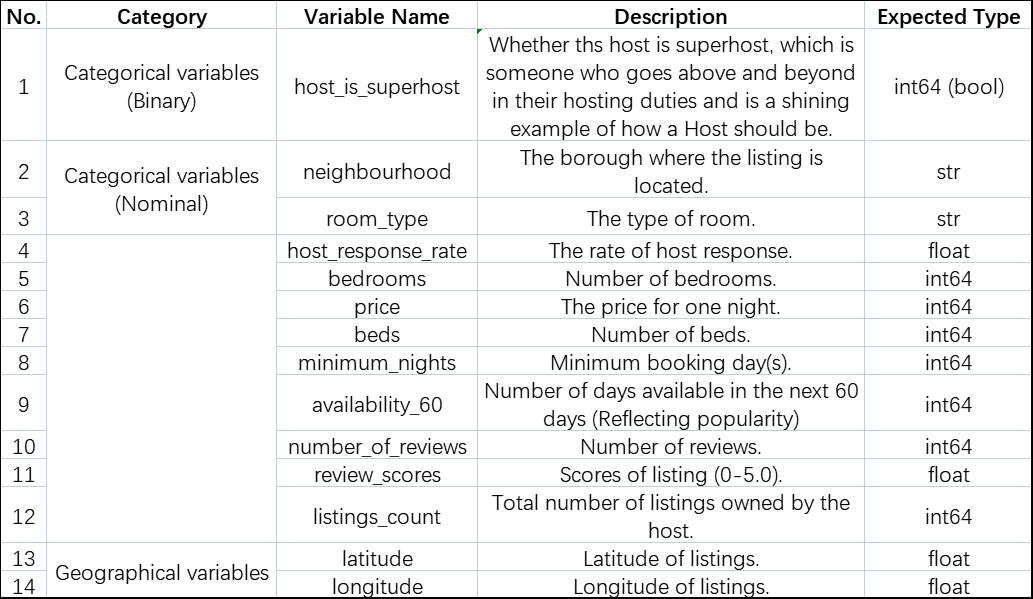 No. Category Variable Name Description Expected Type
1 Categorical variables (Binary) host_is_superhost Whether ths host is superhost, which is
someone who goes above and beyond
in their hosting duties and is a shining
example of how a Host should be. int64 (bool)
2 Categorical variables (Nominal) neighbourhood The borough where the listing is
located. str
3 room_type The type of room. str
4 host_response_rate The rate of host response. float
5 bedrooms Number of bedrooms. int64
6 price The price for one night. int64
7 beds Number of beds. int64
8 minimum_nights Minimum booking day(s). int64
9 availability_60 Number of days available in the next 60
days (Reflecting popularity) int64
10 number_of_reviews Number of reviews. int64
11 review_scores Scores of listing (0-5.0). float
12 listings_count Total number of listings owned by the
host. int64
13 Geographical variables latitude Latitude of listings. float
14 longitude Longitude of listings. float